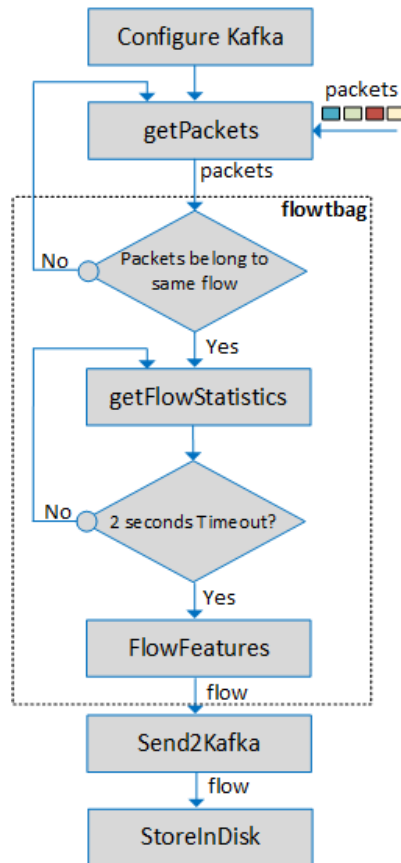 Configure Kafka
packets
getPackets
packets
flowtbag
Packets belong to
same flow
No
Yes
getFlowStatistics
2 seconds Timeout?
No
Yes
FlowFeatures
flow
Send2Kafka
flow
StoreInDisk